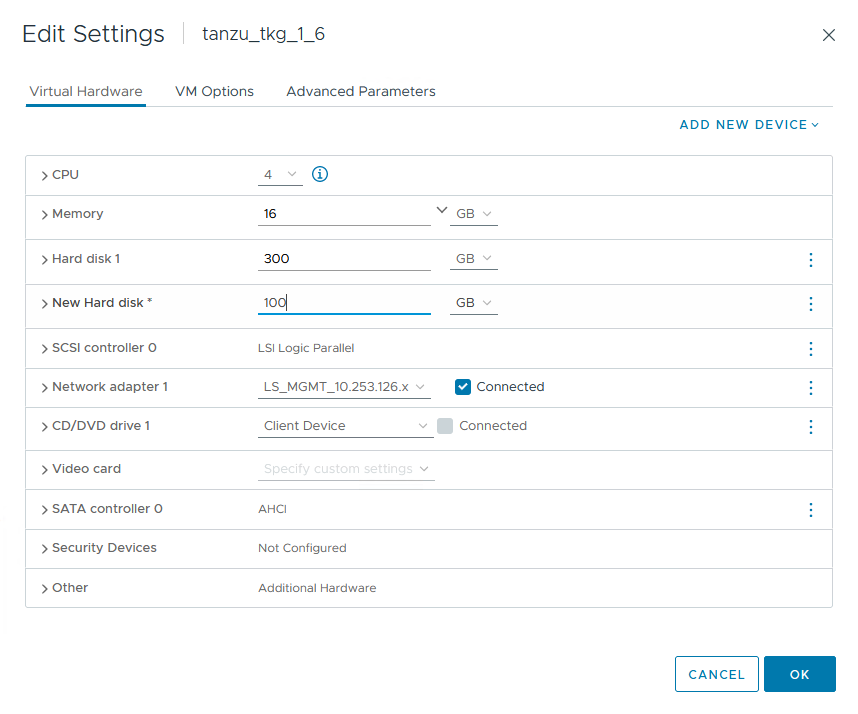 Edit Settings tanzu_tkg_1_6
Virtual Hardware VM Options Advanced Parameters
ADD NEW DEVICE
CPU 4
Memory 16 GB
Hard disk 1 300 GB
New Hard disk * 100 GB
SCSI controller 0 LSI Logic Parallel
Network adapter 1 LS_MGMT_10.253.126.x Connected
CD/DVD drive 1 Client Device Connected
Video card Specify custom settings
SATA controller 0 AHCI
Security Devices Not Configured
Other Additional Hardware
CANCEL OK